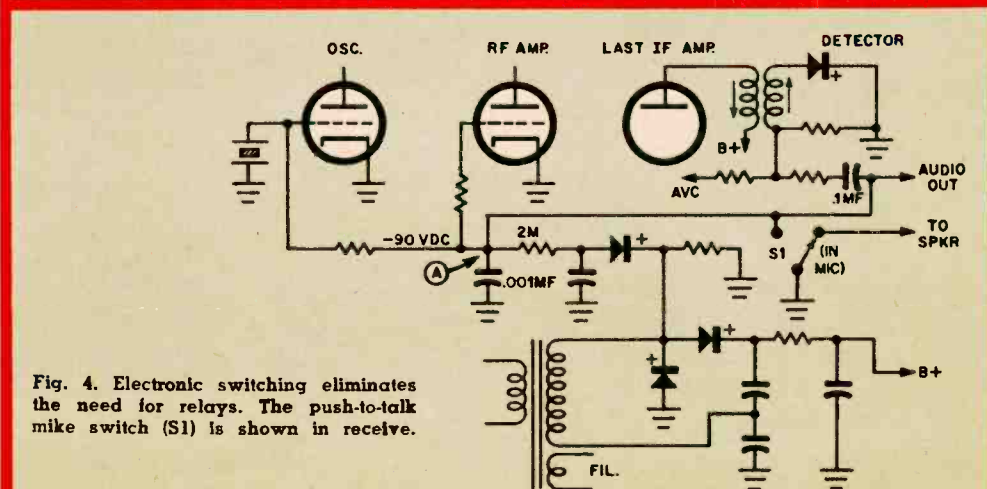 OSC.
RF AMP.
LAST IF AMP.
DETECTOR
+
B+
AVC
.1MF
AUDIO OUT
-90 VDC
2M
+
S1
(IN MIC)
TO SPKR
A
.001MF
+
+
B+
Fig. 4. Electronic switching eliminates
the need for relays. The push-to-talk
mike switch (S1) is shown in receive.
FIL.